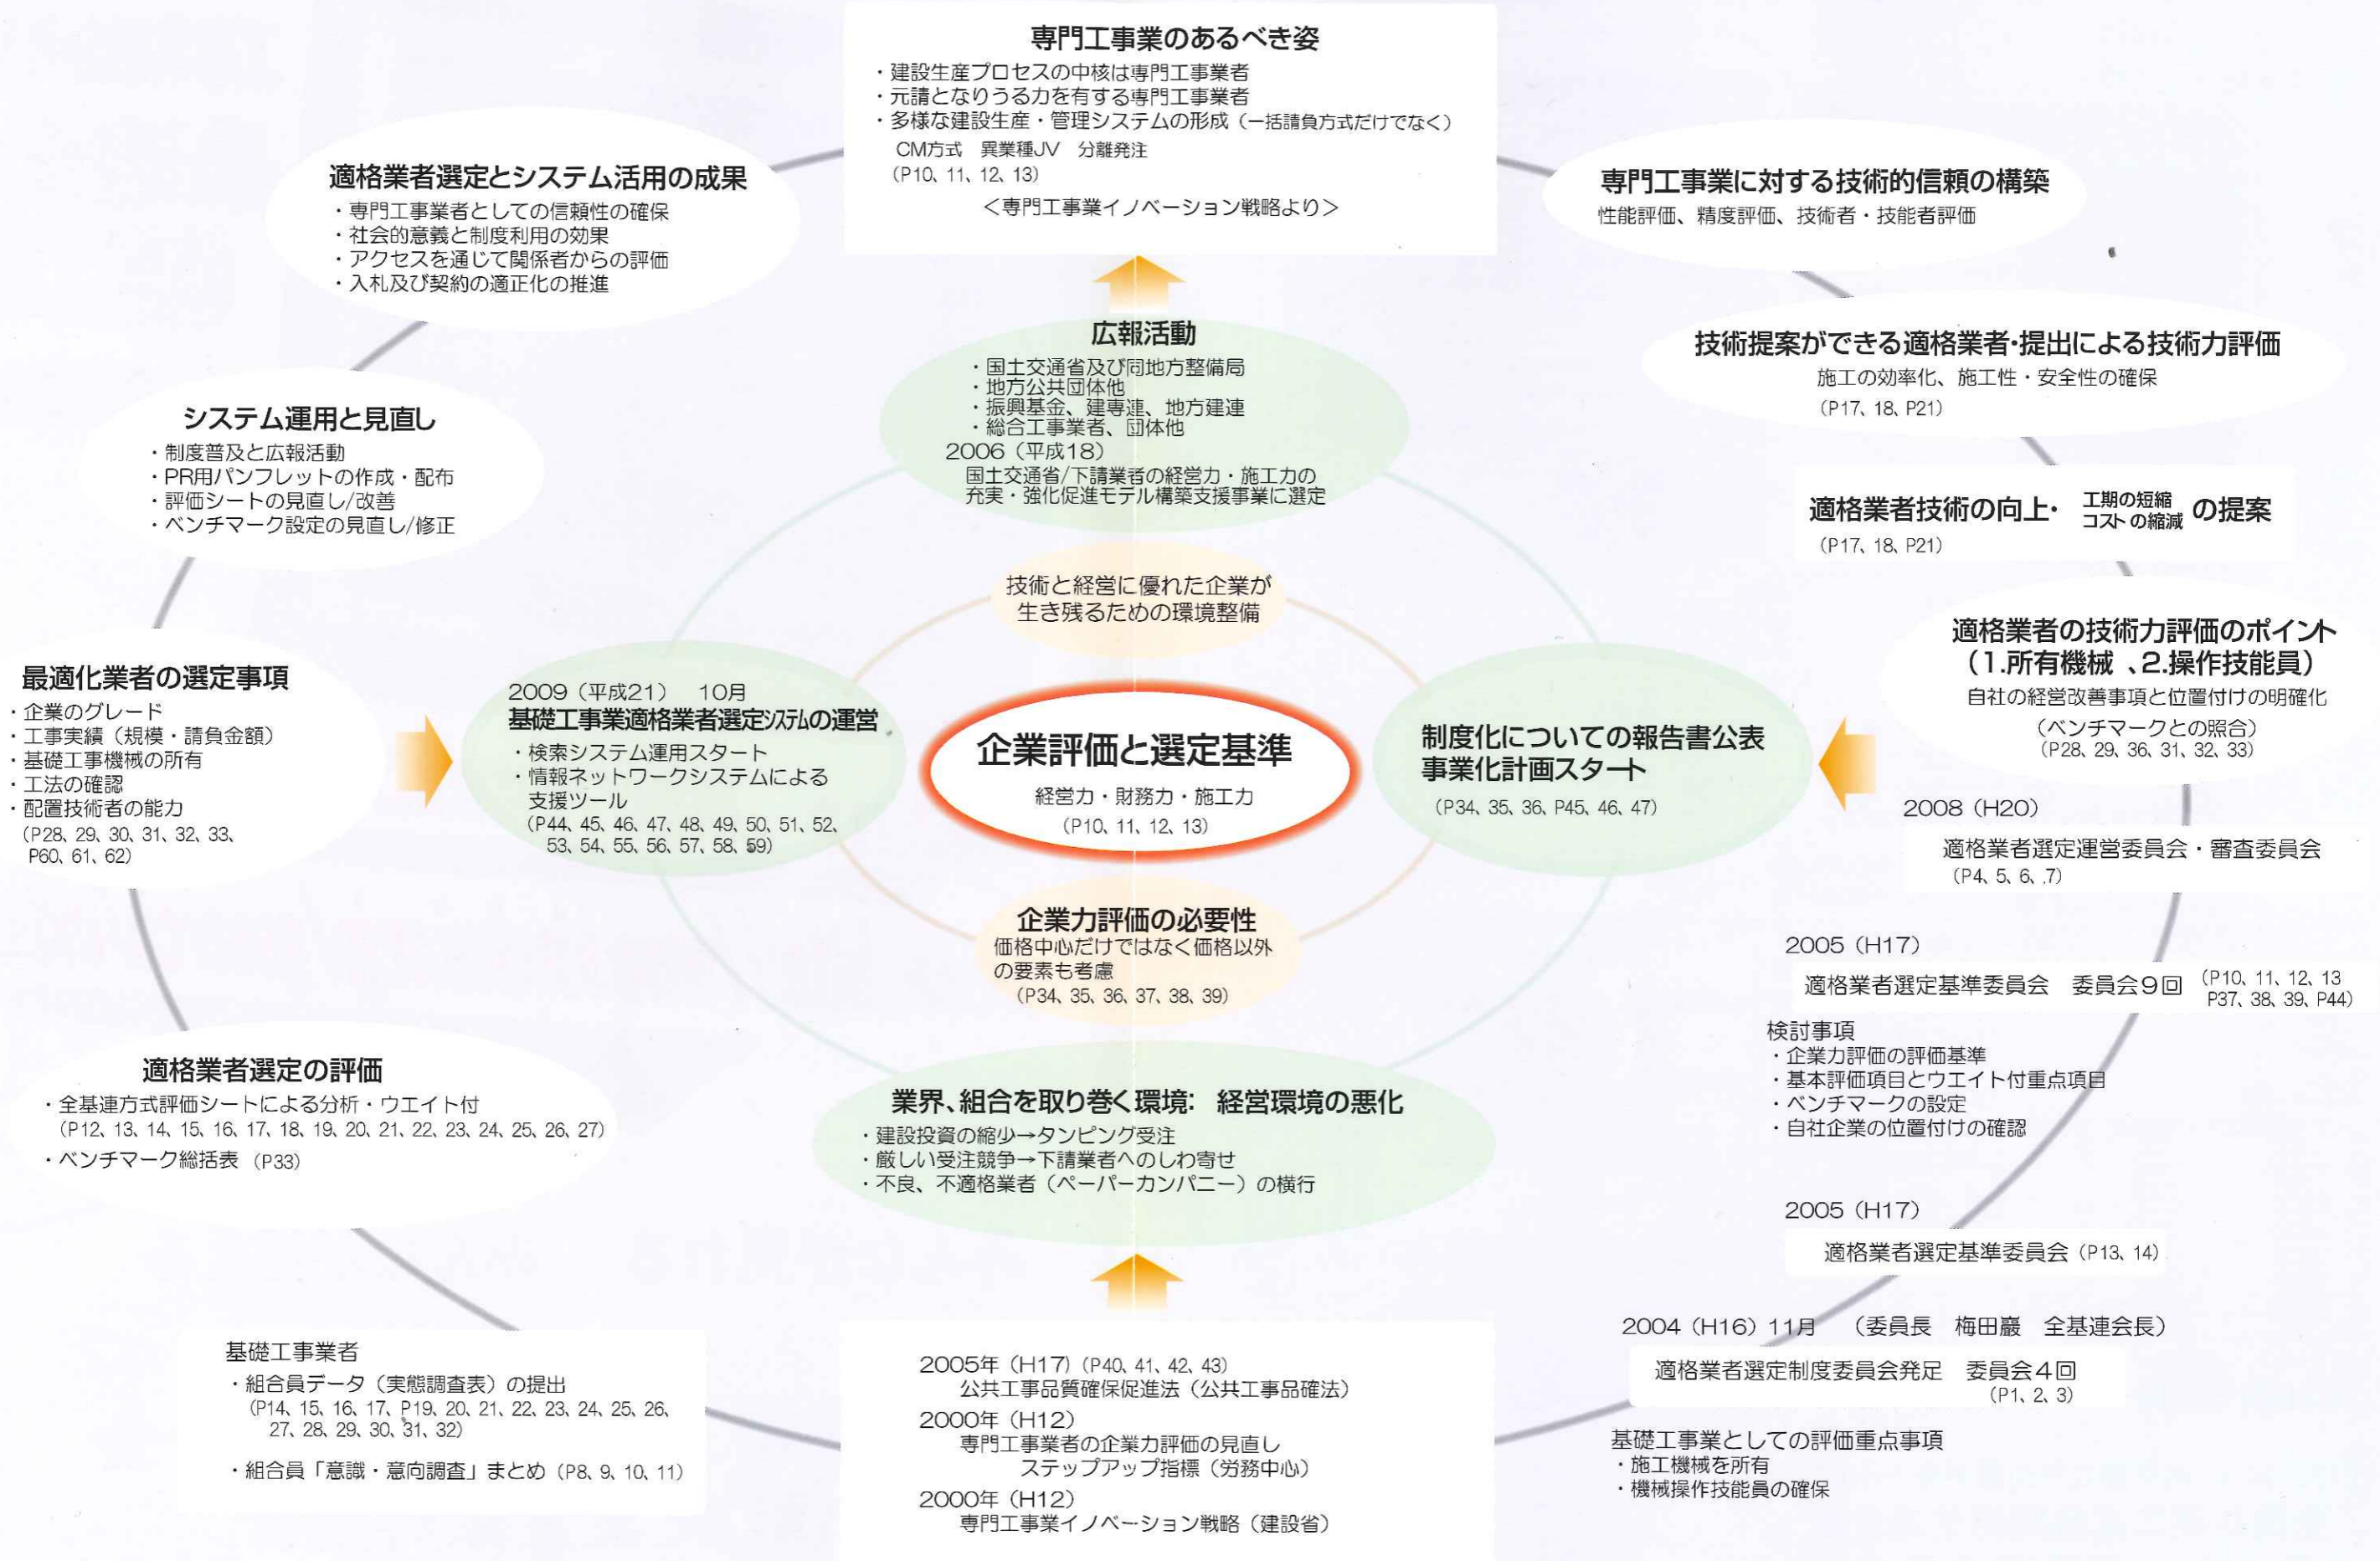 専門工事業のあるべき姿
・建設生産プロセスの中核は専門工事業者
・元請となりうる力を有する専門工事業者
・多様な建設生産・管理システムの形成（一括請負方式だけでなく）
CM方式　異業種JV　分離発注
（P10、11、12、13）
＜専門工事業イノベーション戦略より＞
専門工事業に対する技術的信頼の構築
性能評価、精度評価、技術者・技能者評価
技術提案ができる適格業者・提出による技術力評価
施工の効率化、施工性・安全性の確保
（P17、18、P21）
適格業者技術の向上・ 工期の短縮 コストの縮減 の提案
（P17、18、P21）
適格業者の技術力評価のポイント
（1.所有機械 、2.操作技能員）
自社の経営改善事項と位置付けの明確化
（ベンチマークとの照合）
（P28、29、36、31、32、33）
2008（H20）
適格業者選定運営委員会・審査委員会
（P4、5、6、.7）
2005（H17）
適格業者選定基準委員会　委員会9回 （P10、11、12、13
P37、38、39、P44）
検討事項
・企業力評価の評価基準
・基本評価項目とウエイト付重点項目
・ベンチマークの設定
・自社企業の位置付けの確認
2005（H17）
適格業者選定基準委員会（P13、14）
2004（H16）11月　（委員長　梅田巖　全基連会長）
適格業者選定制度委員会発足　委員会4回
（P1、2、3）
基礎工事業としての評価重点事項
・施工機械を所有
・機械操作技能員の確保
2005年（H17）（P40、41、42、43）
公共工事品質確保促進法（公共工事品確法）
2000年（H12）
専門工事業者の企業力評価の見直し
ステップアップ指標（労務中心）
2000年（H12）
専門工事業イノベーション戦略（建設省）
基礎工事業者
・組合員データ（実態調査表）の提出
（P14、15、16、17、P19、20、21、22、23、24、25、26、
27、28、29、30、31、32）
・組合員「意識・意向調査」まとめ（P8、9、10、11）
適格業者選定の評価
・全基連方式評価シートによる分析・ウエイト付
（P12、13、14、15、16、17、18、19、20、21、22、23、24、25、26、27）
・ベンチマーク総括表（P33）
最適化業者の選定事項
・企業のグレード
・工事実績（規模・請負金額）
・基礎工事機械の所有
・工法の確認
・配置技術者の能力
（P28、29、30、31、32、33、
P60、61、62）
システム運用と見直し
・制度普及と広報活動
・PR用パンフレットの作成・配布
・評価シートの見直し/改善
・ベンチマーク設定の見直し/修正
適格業者選定とシステム活用の成果
・専門工事業者としての信頼性の確保
・社会的意義と制度利用の効果
・アクセスを通じて関係者からの評価
・入札及び契約の適正化の推進
広報活動
・国土交通省及び同地方整備局
・地方公共団体他
・振興基金、建専連、地方建連
・総合工事業者、団体他
2006（平成18）
国土交通省/下請業者の経営力・施工力の
充実・強化促進モデル構築支援事業に選定
技術と経営に優れた企業が
生き残るための環境整備
2009（平成21）　10月
基礎工事業適格業者選定システムの運営
・検索システム運用スタート
・情報ネットワークシステムによる
支援ツール
（P44、45、46、47、48、49、50、51、52、
53、54、55、56、57、58、59）
企業評価と選定基準
経営力・財務力・施工力
（P10、11、12、13）
制度化についての報告書公表
事業化計画スタート
（P34、35、36、P45、46、47）
企業力評価の必要性
価格中心だけではなく価格以外
の要素も考慮
（P34、35、36、37、38、39）
業界、組合を取り巻く環境：　経営環境の悪化
・建設投資の縮少→タンピング受注
・厳しい受注競争→下請業者へのしわ寄せ
・不良、不適格業者（ペーパーカンパニー）の横行